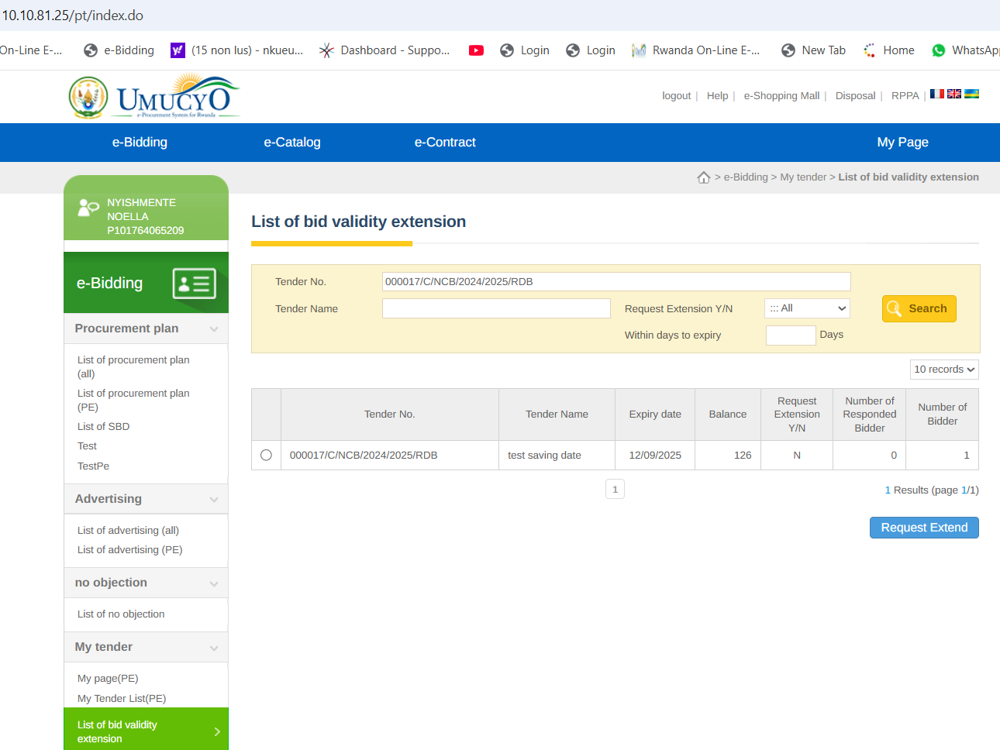 10.10.81.25/pt/index.do
On-Line E-... e-Bidding (15 non lus) - nkueu... Dashboard - Suppo... Login Login Rwanda On-Line E-... New Tab Home WhatsApp
UMUCYO
e-Procurement System for Rwanda
logout | Help | e-Shopping Mall | Disposal | RPPA |
e-Bidding e-Catalog e-Contract My Page
> e-Bidding > My tender > List of bid validity extension
NYISHMENTE
NOELLA
P101764065209
e-Bidding
Procurement plan
List of procurement plan
(all)
List of procurement plan
(PE)
List of SBD
Test
TestPe
Advertising
List of advertising (all)
List of advertising (PE)
no objection
List of no objection
My tender
My page(PE)
My Tender List(PE)
List of bid validity
extension
List of bid validity extension
Tender No. 000017/C/NCB/2024/2025/RDB
Tender Name Request Extension Y/N ::: All Search
Within days to expiry Days
10 records
Tender No. Tender Name Expiry date Balance Request Extension Y/N Number of Responded Bidder Number of Bidder
000017/C/NCB/2024/2025/RDB test saving date 12/09/2025 126 N 0 1
1
1 Results (page 1/1)
Request Extend